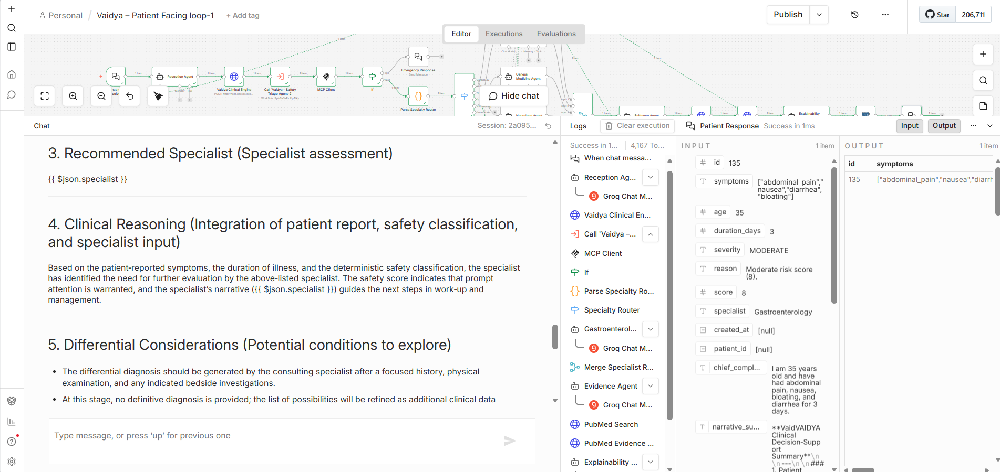 Personal / Vaidya – Patient Facing loop-1 + Add tag
Publish
Star 206,711
Editor Executions Evaluations
1 item
Emergency Response
Send Message
Reception Agent
Vaidya Clinical Engine
Call 'Vaidya – Safety
Triage Agent-2'
MCP Client
If
Parse Specialty Router
Chat Model
Memory
Tool
General
Medicine Agent
Hide chat
Evidence Agent
Explainability
Chat
Session: 2a095...
3. Recommended Specialist (Specialist assessment)
{{ $json.specialist }}
4. Clinical Reasoning (Integration of patient report, safety classification,
and specialist input)
Based on the patient-reported symptoms, the duration of illness, and the deterministic safety classification, the specialist
has identified the need for further evaluation by the above-listed specialist. The safety score indicates that prompt
attention is warranted, and the specialist's narrative ({{ $json.specialist }}) guides the next steps in work-up and
management.
5. Differential Considerations (Potential conditions to explore)
• The differential diagnosis should be generated by the consulting specialist after a focused history, physical
examination, and any indicated bedside investigations.
• At this stage, no definitive diagnosis is provided; the list of possibilities will be refined as additional clinical data
Type message, or press ‘up’ for previous one
Logs
Clear execution
Success in 1... 4,167 To...
When chat messa...
Reception Ag...
Groq Chat M...
Vaidya Clinical En...
Call 'Vaidya –...
MCP Client
If
Parse Specialty Ro...
Specialty Router
Gastroenterol...
Groq Chat M...
Merge Specialist R...
Evidence Agent
Groq Chat M...
PubMed Search
PubMed Evidence ...
Explainability ...
Patient Response Success in 1ms
Input Output
INPUT 1 item
# id 135
T symptoms ["abdominal_pain","
nausea","diarrhea",
"bloating"]
# age 35
# duration_days 3
T severity MODERATE
T reason Moderate risk score
(8).
# score 8
T specialist Gastroenterology
created_at [null]
patient_id [null]
T chief_compl... I am 35 years
old and have
had abdominal
pain, nausea,
bloating, and
diarrhea for 3
days.
T narrative_su... **VaidVAIDYA
Clinical
Decision-Supp
ort
Summary**\n
\n---\n\n###
1. Patient
OUTPUT 1 item
id symptoms
135 ["abdominal_pain","nausea","diarrh